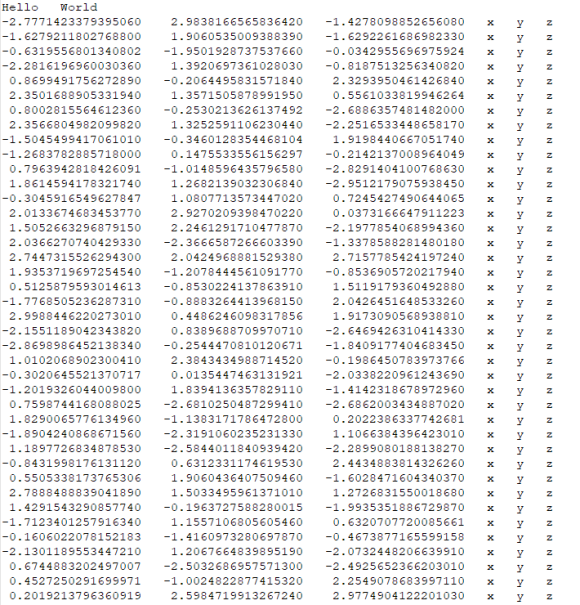 Hello World
-2.7771423379395060 2.9838166565836420 -1.4278098852656080 x y z
-1.6279211802768800 1.9060535009388390 -1.6292261686982330 x y z
-0.6319556801340802 -1.9501928737537660 -0.0342955696975924 x y z
-2.2816196960030360 1.3920697361028030 -0.8187513256340820 x y z
0.8699491756272890 -0.2064495831571840 2.3293950461426840 x y z
2.3501688905331940 1.3571505878991950 0.5561033819946264 x y z
0.8002815564612360 -0.2530213626137492 -2.6886357481482000 x y z
2.3566804982099820 1.3252591106230440 -2.2516533448658170 x y z
-1.5045499417061010 -0.3460128354468104 1.9198440667051740 x y z
-1.2683782885718000 0.1475533556156297 -0.2142137008964049 x y z
0.7963942818426091 -1.0148596435796580 -2.8291404100768630 x y z
1.8614594178321740 1.2682139032306840 -2.9512179075938450 x y z
-0.3045916549627847 1.0807713573447020 0.7245427490644065 x y z
2.0133674683453770 2.9270209398470220 0.0373166647911223 x y z
1.5052663296879150 2.2461291710477870 -2.1977854068994360 x y z
2.0366270740429330 -2.3666587266603390 -1.3378588281480180 x y z
2.7447315526294300 2.0424968881529380 2.7157785424197240 x y z
1.9353719697254540 -1.2078444561091770 -0.8536905720217940 x y z
0.5125879593014613 -0.8530224137863910 1.5119179360492880 x y z
-1.7768505236287310 -0.8883264413968150 2.0426451648533260 x y z
2.9988446220273010 0.4486246098317856 1.9173090568938810 x y z
-2.1551189042343820 0.8389688709970710 -2.6469426310414330 x y z
-2.8698986452138340 -0.2544470810120671 -1.8409177404683450 x y z
1.0102068902300410 2.3843434988714520 -0.1986450783973766 x y z
-0.3020645521370717 0.0135447463131921 -2.0338220961243690 x y z
-1.2019326044009800 1.8394136357829110 -1.4142318678972960 x y z
0.7598744168088025 -2.6810250487299410 -2.6862003434887020 x y z
1.8290065776134960 -1.1383171786472800 0.2022386337742681 x y z
-1.8904240868671560 -2.3191060235231330 1.1066384396423010 x y z
1.1897726834878530 -2.5844011840939420 -2.2899080188138270 x y z
-0.8431998176131120 0.6312331174619530 2.4434883814326260 x y z
0.5505338173765306 1.9060436407509460 -1.6028471604340370 x y z
2.7888488839041890 1.5033495961371010 1.2726831550018680 x y z
1.4291543290857740 -0.1963727588280015 -1.9935351886729870 x y z
-1.7123401257916340 1.1557106805605460 0.6320707720085661 x y z
-0.1606022078152183 -1.4160973280697870 -0.4673877165599158 x y z
-2.1301189553447210 1.2067664839895190 -2.0732448206639910 x y z
0.6744883202497007 -2.5032686957571300 -2.4925652366203010 x y z
0.4527250291699971 -1.0024822877415320 2.2549078683997110 x y z
0.2019213796360919 2.5984719913267240 2.9774904122201030 x y z